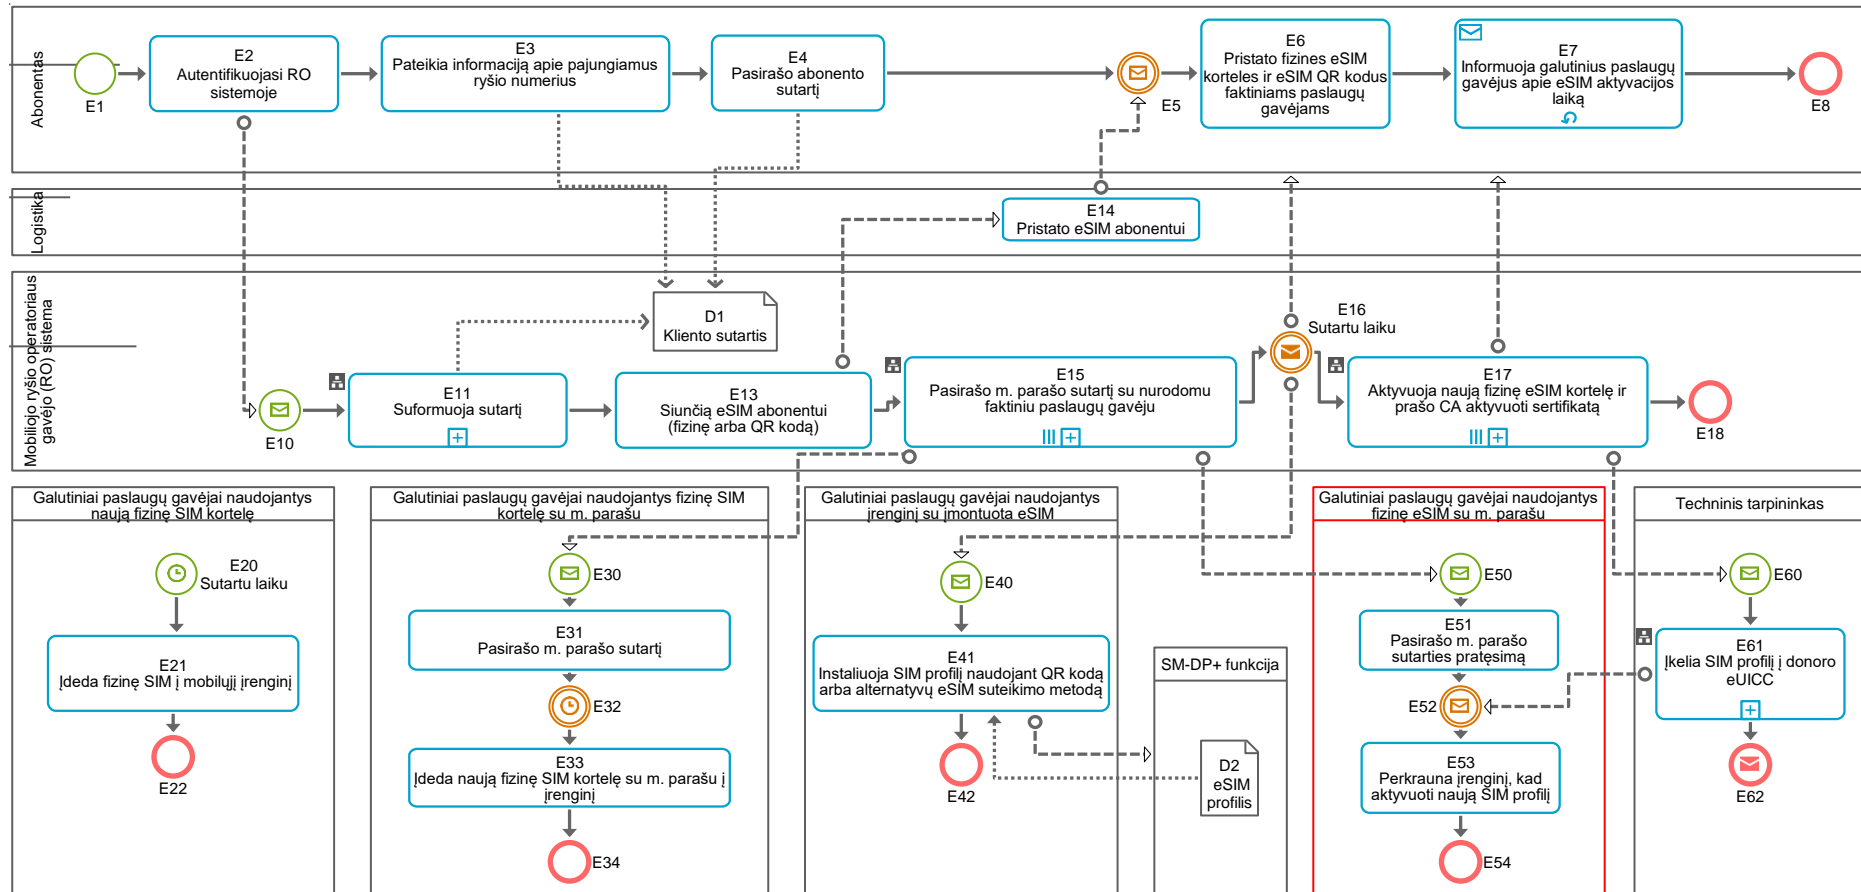 Abonentas
E1
E2
Autentifikuojasi RO
sistemoje
E3
Pateikia informaciją apie pajungiamus
ryšio numerius
E4
Pasirašo abonento
sutartį
E5
E6
Pristato fizines eSIM
korteles ir eSIM QR kodus
faktiniams paslaugų
gavėjams
E7
Informuoja galutinius paslaugų
gavėjus apie eSIM aktyvacijos
laiką
E8
Logistika
E14
Pristato eSIM abonentui
Mobiliojo ryšio operatoriaus
gavėjo (RO) sistema
D1
Kliento sutartis
E10
E11
Suformuoja sutartį
E13
Siunčią eSIM abonentui
(fizinę arba QR kodą)
E15
Pasirašo m. parašo sutartį su nurodomu
faktiniu paslaugų gavėju
E16
Sutartu laiku
E17
Aktyvuoja naują fizinę eSIM kortelę ir
prašo CA aktyvuoti sertifikatą
E18
Galutiniai paslaugų gavėjai naudojantys
naują fizinę SIM kortelę
E20
Sutartu laiku
E21
Įdeda fizinę SIM į mobilųjį įrenginį
E22
Galutiniai paslaugų gavėjai naudojantys fizinę SIM
kortelę su m. parašu
E30
E31
Pasirašo m. parašo sutartį
E32
E33
Įdeda naują fizinę SIM kortelę su m. parašu į
įrenginį
E34
Galutiniai paslaugų gavėjai naudojantys
įrenginį su įmontuota eSIM
E40
E41
Instaliuoja SIM profilį naudojant QR kodą
arba alternatyvų eSIM suteikimo metodą
E42
SM-DP+ funkcija
D2
eSIM
profilis
Galutiniai paslaugų gavėjai naudojantys
fizinę eSIM su m. parašu
E50
E51
Pasirašo m. parašo
sutarties pratęsimą
E52
E53
Perkrauna įrenginį, kad
aktyvuoti naują SIM profilį
E54
Techninis tarpininkas
E60
E61
Įkelia SIM profilį į donoro
eUICC
E62